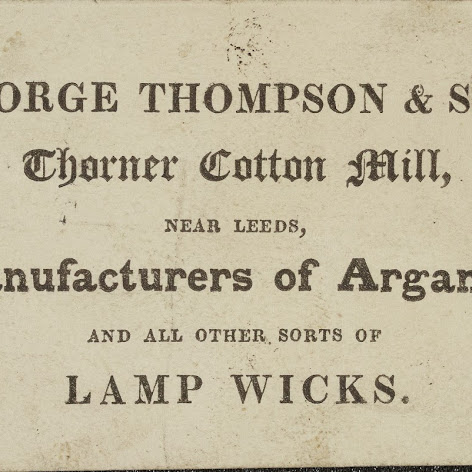 ORGE THOMPSON & S
Thorner Cotton Mill,
NEAR LEEDS,
nufacturers of Argan
AND ALL OTHER SORTS OF
LAMP WICKS.